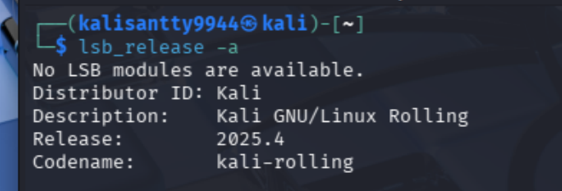 ┌──(kalisantty9944㉿kali)-[~]
└─$ lsb_release -a
No LSB modules are available.
Distributor ID: Kali
Description:    Kali GNU/Linux Rolling
Release:        2025.4
Codename:       kali-rolling